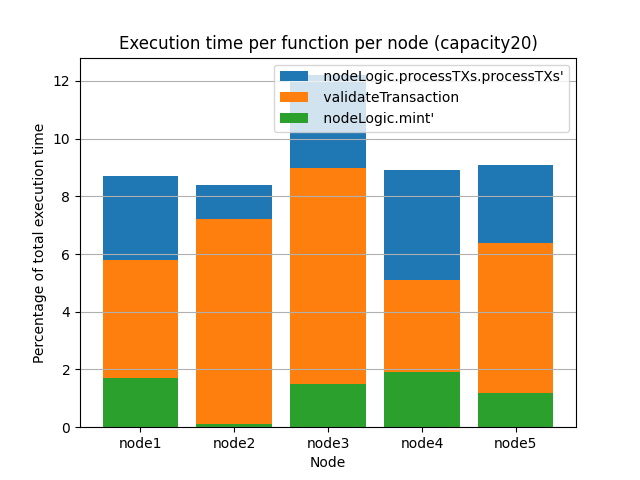 Execution time per function per node (capacity20)
nodeLogic.processTXs.processTXs'
validateTransaction
nodeLogic.mint'
Percentage of total execution time
12
10
8
6
4
2
0
node1 node2 node3 node4 node5
Node